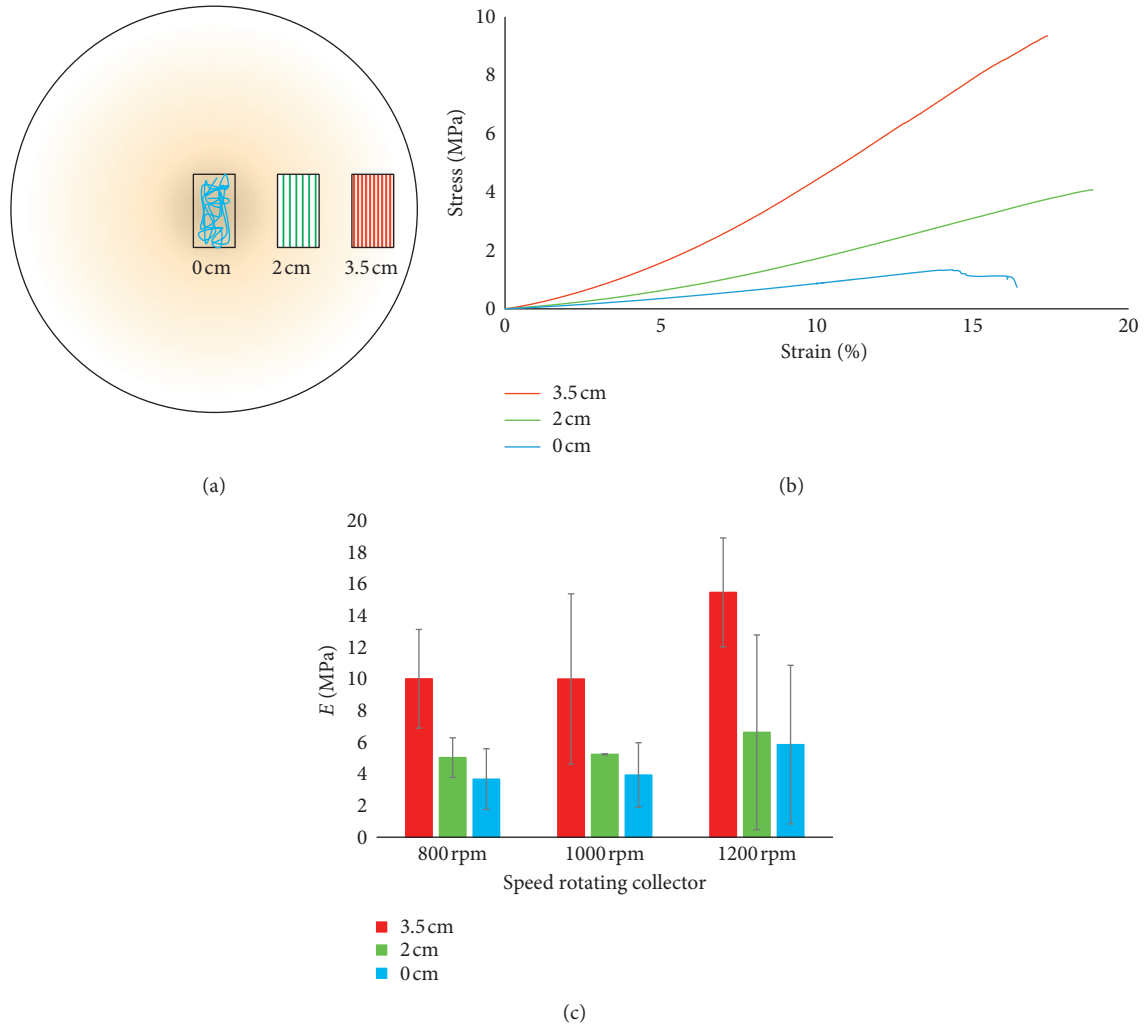 0 cm
2 cm
3.5 cm
(a)
10
8
6
4
2
0
Stress (MPa)
0
5
10
15
20
Strain (%)
3.5 cm
2 cm
0 cm
(b)
20
18
16
14
12
10
8
6
4
2
0
E (MPa)
800 rpm
1000 rpm
1200 rpm
Speed rotating collector
3.5 cm
2 cm
0 cm
(c)